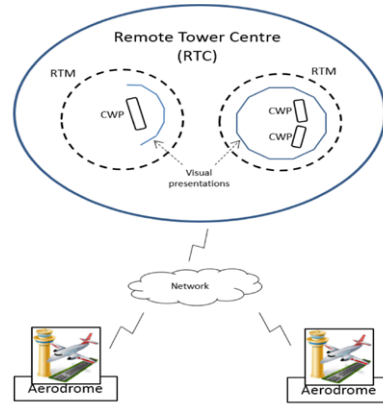 Remote Tower Centre
(RTC)
RTM
RTM
CWP
CWP
CWP
Visual
presentations
Network
Aerodrome
Aerodrome